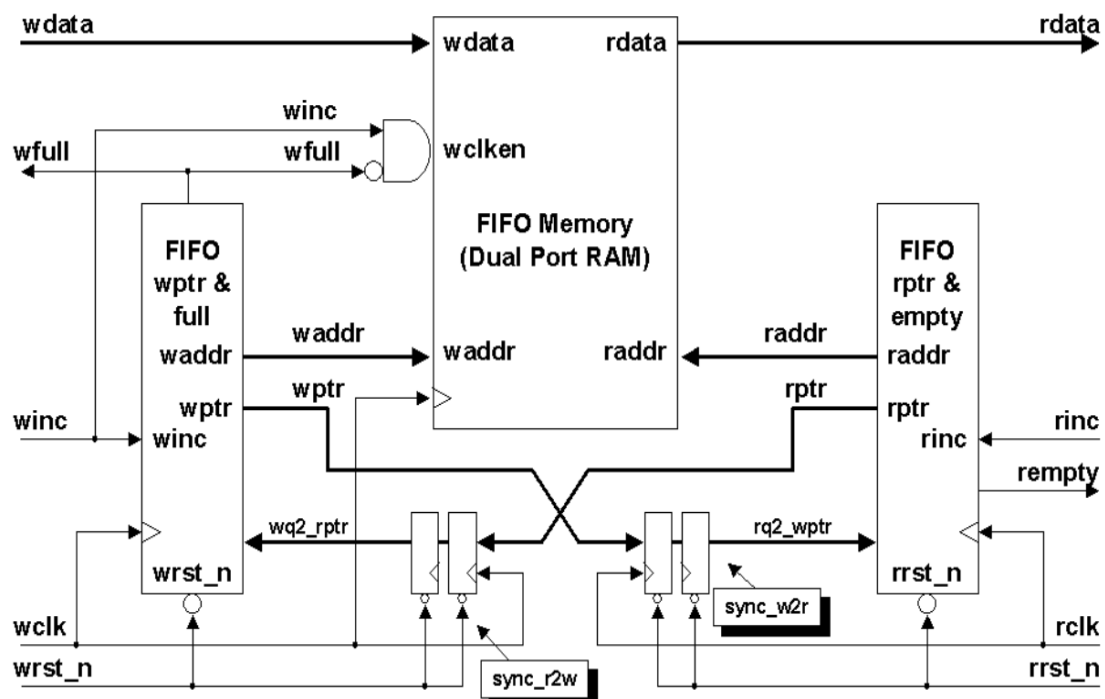 wdata
wdata
rdata
rdata
winc
wfull
wfull
wclken
FIFO Memory
(Dual Port RAM)
FIFO
wptr &
full
FIFO
rptr &
empty
waddr
waddr
waddr
raddr
raddr
raddr
wptr
wptr
rptr
rptr
winc
winc
rinc
rinc
rempty
wq2_rptr
rq2_wptr
wrst_n
rrst_n
sync_w2r
wclk
rclk
wrst_n
sync_r2w
rrst_n